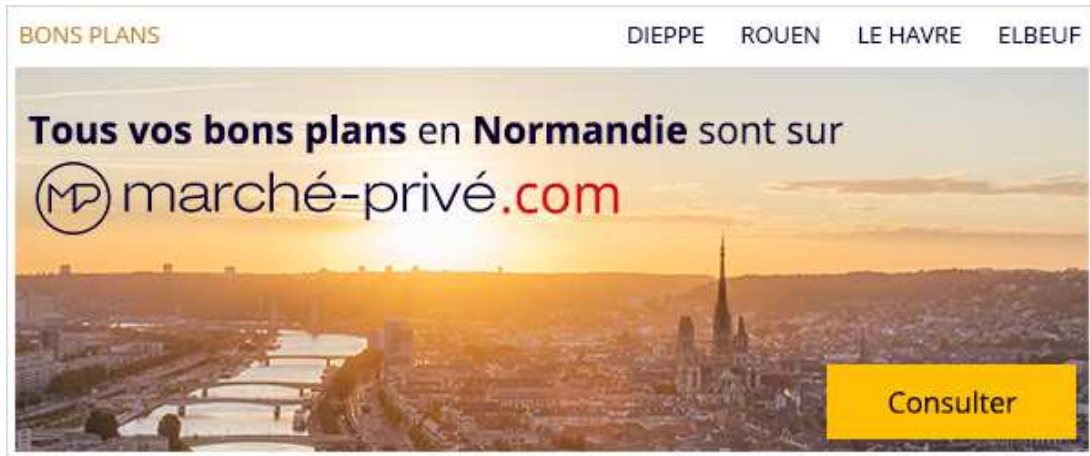 BONS PLANS DIEPPE ROUEN LE HAVRE ELBEUF
Tous vos bons plans en Normandie sont sur
MP marché-privé.com
Consulter